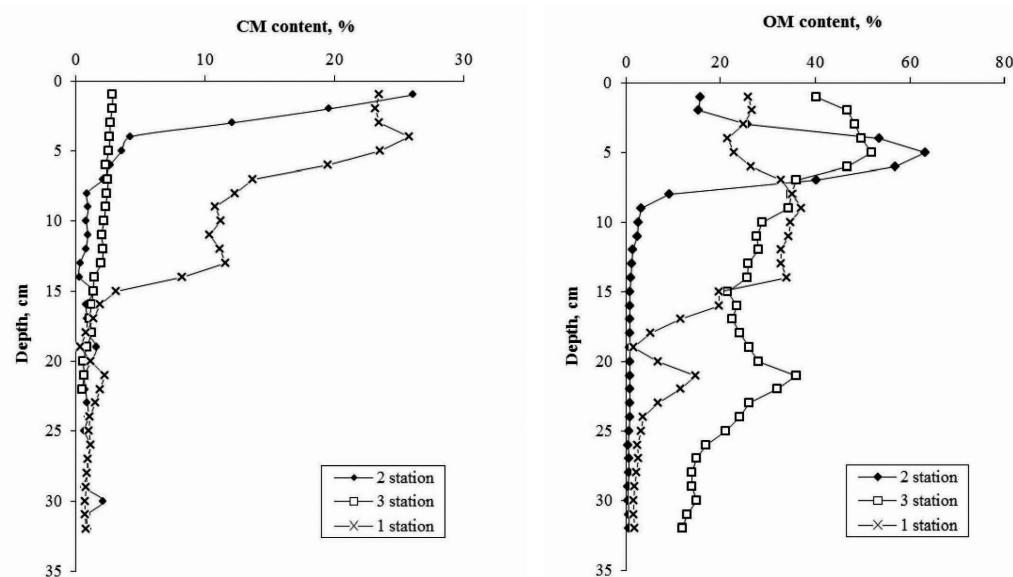 CM content, %
0 10 20 30
0
5
10
15
20
25
30
35
Depth, cm
2 station
3 station
1 station
OM content, %
0 20 40 60 80
0
5
10
15
20
25
30
35
Depth, cm
2 station
3 station
1 station